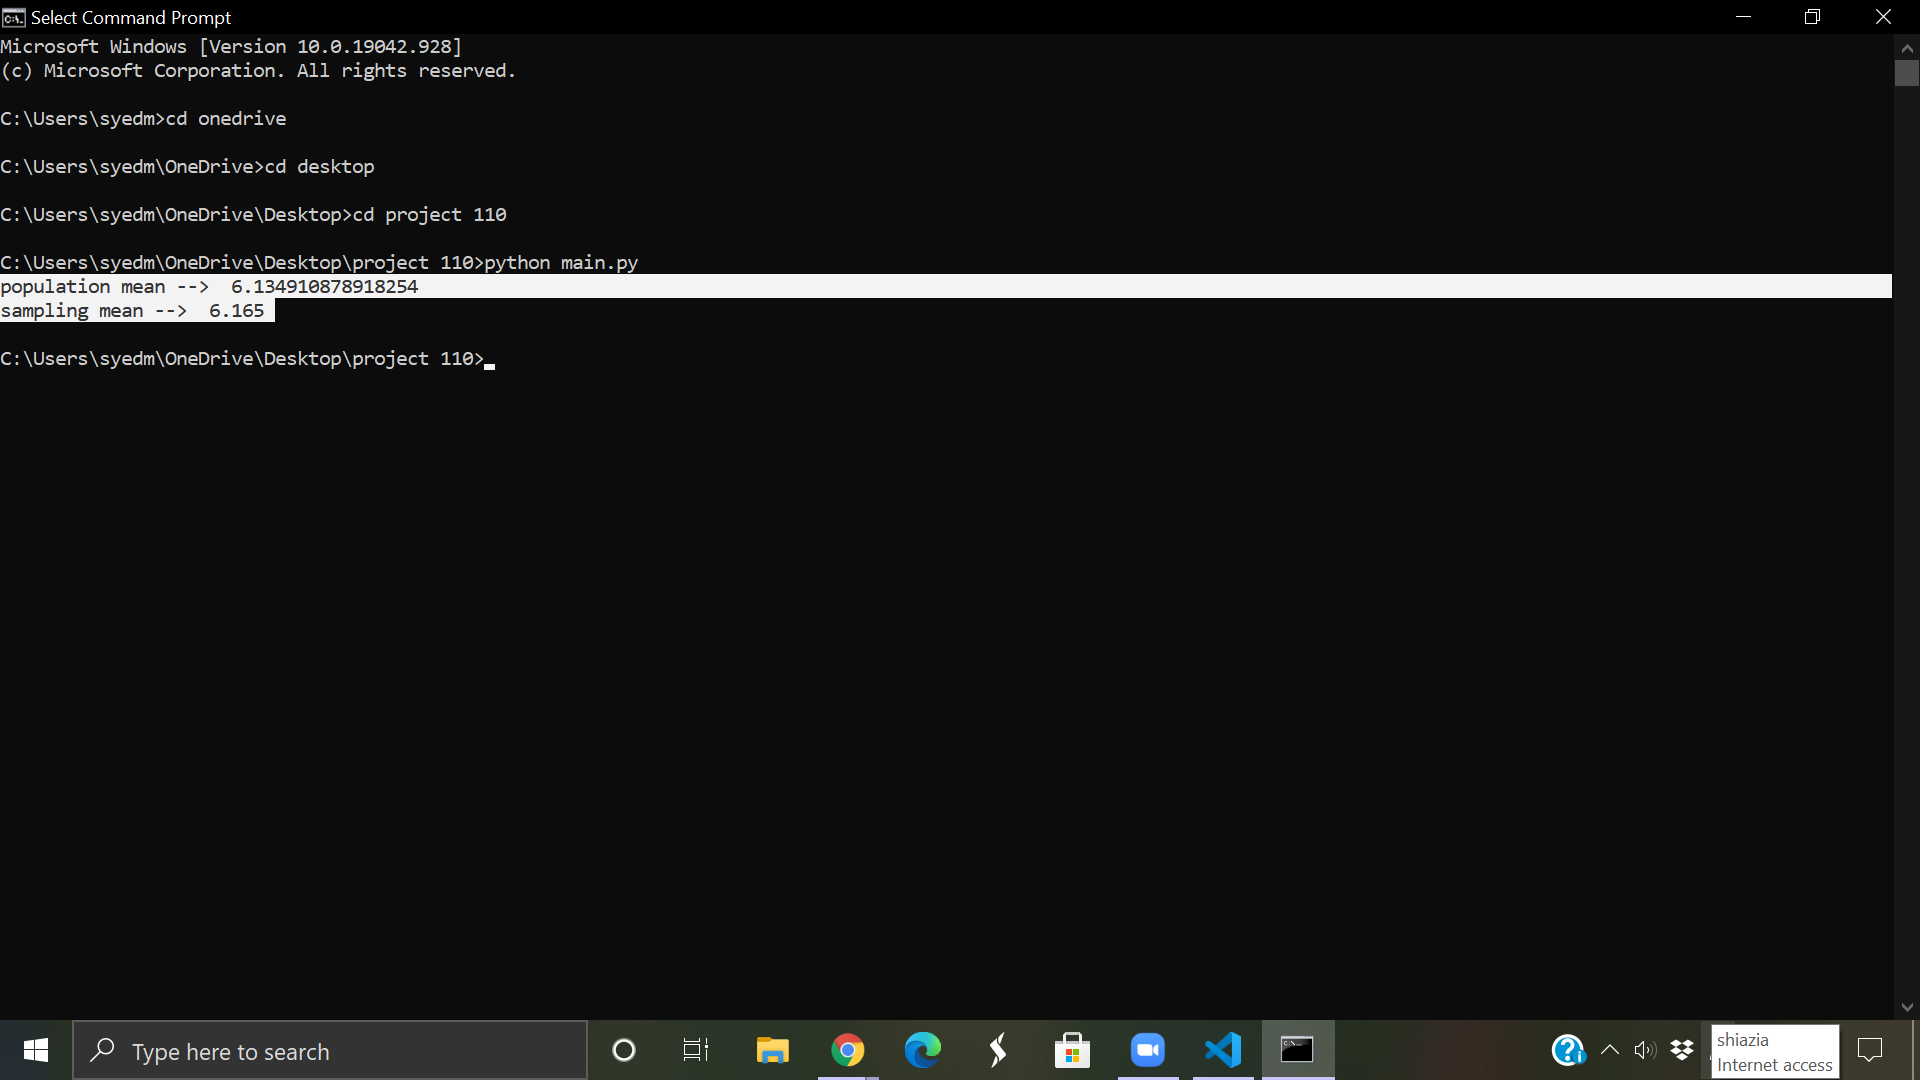 Select Command Prompt
Microsoft Windows [Version 10.0.19042.928]
(c) Microsoft Corporation. All rights reserved.
C:\Users\syedm>cd onedrive
C:\Users\syedm\OneDrive>cd desktop
C:\Users\syedm\OneDrive\Desktop>cd project 110
C:\Users\syedm\OneDrive\Desktop\project 110>python main.py
population mean -->  6.134910878918254
sampling mean -->  6.165
C:\Users\syedm\OneDrive\Desktop\project 110>
Type here to search
shiazia
Internet access